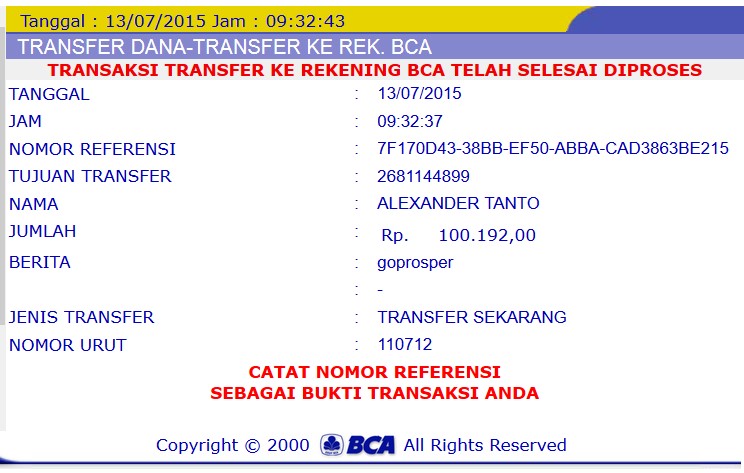 Tanggal : 13/07/2015 Jam : 09:32:43
TRANSFER DANA-TRANSFER KE REK. BCA
TRANSAKSI TRANSFER KE REKENING BCA TELAH SELESAI DIPROSES
TANGGAL : 13/07/2015
JAM : 09:32:37
NOMOR REFERENSI : 7F170D43-38BB-EF50-ABBA-CAD3863BE215
TUJUAN TRANSFER : 2681144899
NAMA : ALEXANDER TANTO
JUMLAH : Rp. 100.192,00
BERITA : goprosper
: -
JENIS TRANSFER : TRANSFER SEKARANG
NOMOR URUT : 110712
CATAT NOMOR REFERENSI
SEBAGAI BUKTI TRANSAKSI ANDA
Copyright © 2000 BCA All Rights Reserved